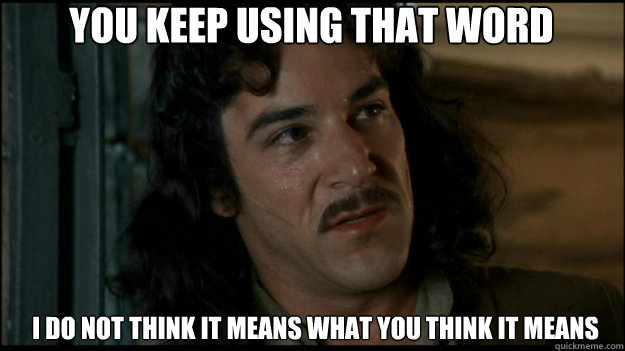 YOU KEEP USING THAT WORD
I DO NOT THINK IT MEANS WHAT YOU THINK IT MEANS
quickmeme.com